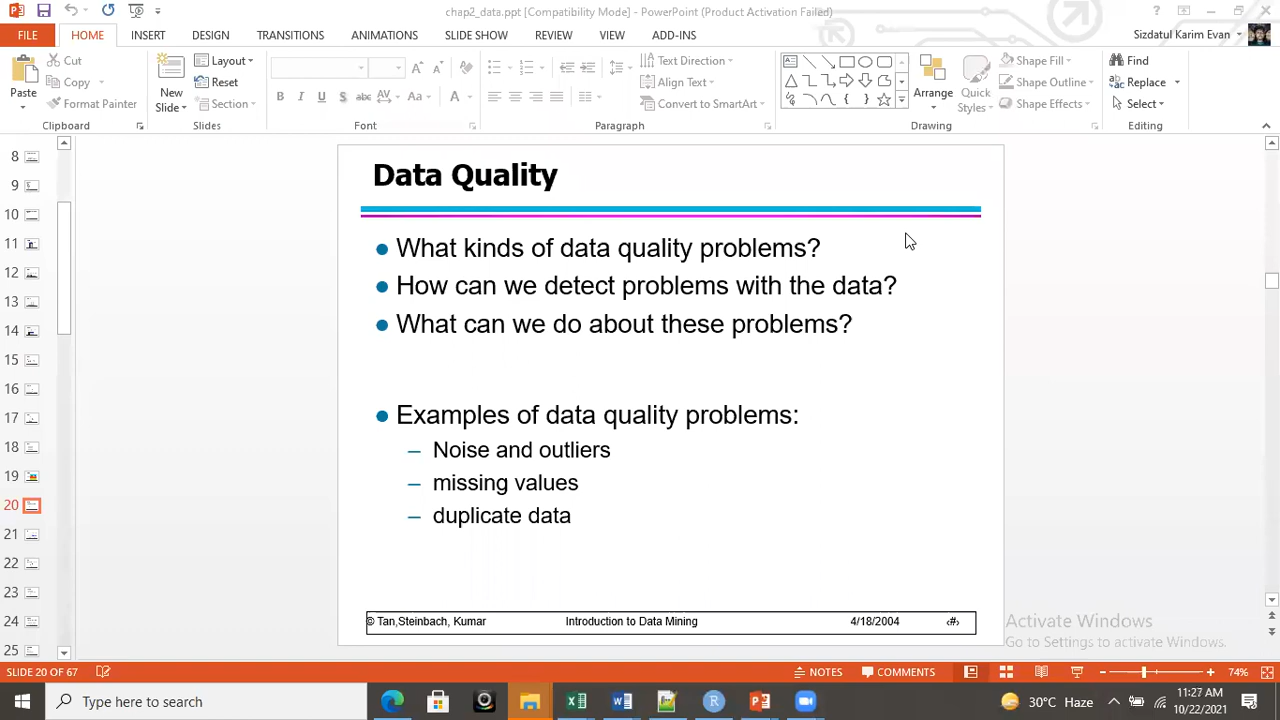 chap2_data.ppt [Compatibility Mode] - PowerPoint (Product Activation Failed)
FILE HOME INSERT DESIGN TRANSITIONS ANIMATIONS SLIDE SHOW REVIEW VIEW ADD-INS Sizdatul Karim Evan
Paste
Cut
Copy
Format Painter
Clipboard
New
Slide
Layout
Reset
Section
Slides
B I U S abc AV Aa A
Font
Text Direction
Align Text
Convert to SmartArt
Paragraph
Arrange
Quick
Styles
Shape Fill
Shape Outline
Shape Effects
Drawing
Find
Replace
Select
Editing
8
9
10
11
12
13
14
15
16
17
18
19
20
21
22
23
24
25
Data Quality
What kinds of data quality problems?
How can we detect problems with the data?
What can we do about these problems?
Examples of data quality problems:
– Noise and outliers
– missing values
– duplicate data
© Tan,Steinbach, Kumar Introduction to Data Mining 4/18/2004 ‹#›
Activate Windows
Go to Settings to activate Windows.
SLIDE 20 OF 67 NOTES COMMENTS 74%
Type here to search 30°C Haze 11:27 AM
10/22/2021